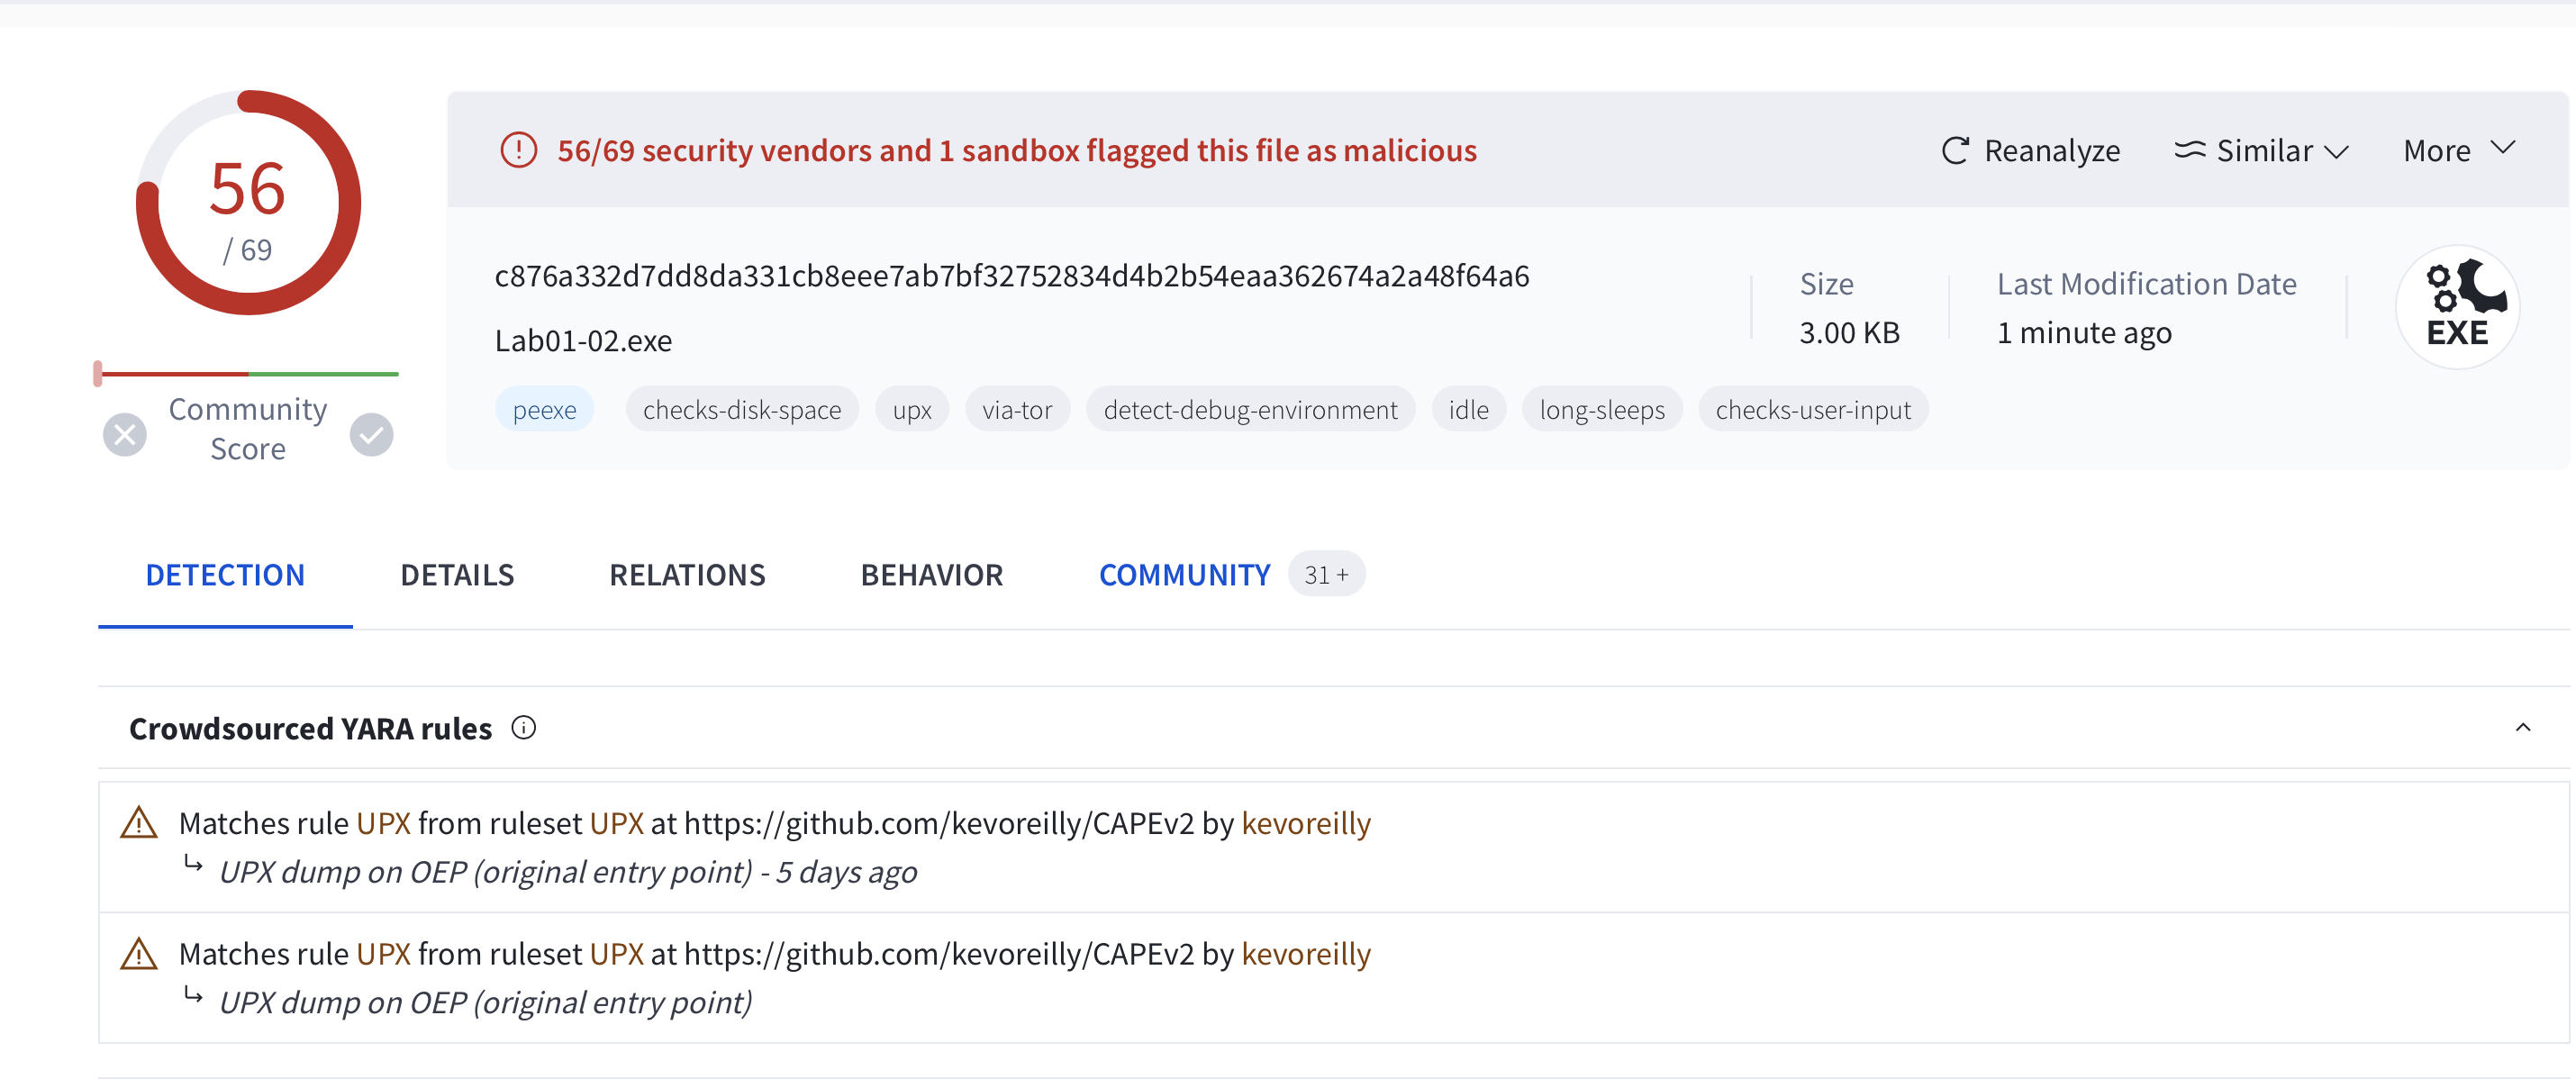 56
/ 69
Community
Score
56/69 security vendors and 1 sandbox flagged this file as malicious
Reanalyze
Similar
More
c876a332d7dd8da331cb8eee7ab7bf32752834d4b2b54eaa362674a2a48f64a6
Lab01-02.exe
Size
3.00 KB
Last Modification Date
1 minute ago
EXE
peexe
checks-disk-space
upx
via-tor
detect-debug-environment
idle
long-sleeps
checks-user-input
DETECTION
DETAILS
RELATIONS
BEHAVIOR
COMMUNITY
31 +
Crowdsourced YARA rules
Matches rule UPX from ruleset UPX at https://github.com/kevoreilly/CAPEv2 by kevoreilly
UPX dump on OEP (original entry point) - 5 days ago
Matches rule UPX from ruleset UPX at https://github.com/kevoreilly/CAPEv2 by kevoreilly
UPX dump on OEP (original entry point)